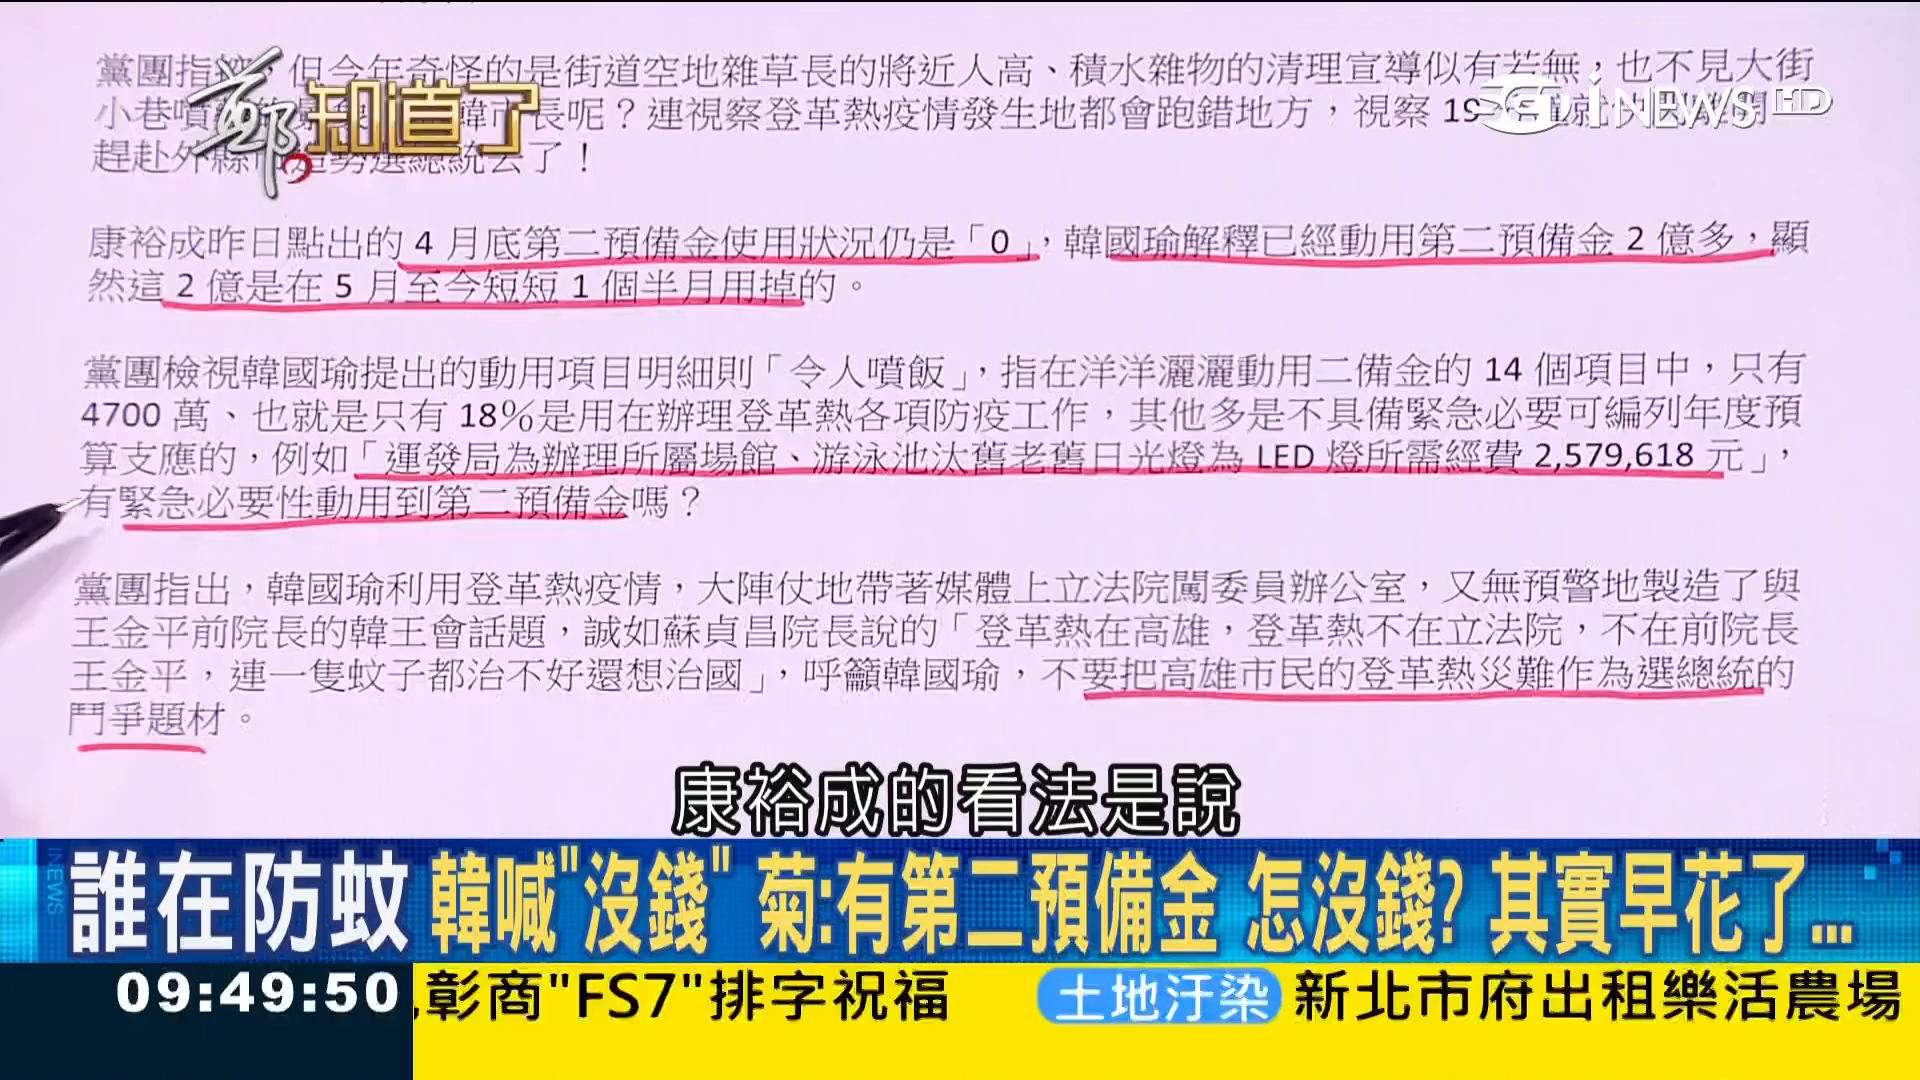 黨團指控，但今年奇怪的是街道空地雜草長的將近人高、積水雜物的清理宣導似有若無，也不見大街
小巷噴 韓市長呢？連視察登革熱疫情發生地都會跑錯地方，視察 19
趕赴外縣 造勢選總統去了！
鄭知道了
iNEWS HD
康裕成昨日點出的 4 月底第二預備金使用狀況仍是「0」，韓國瑜解釋已經動用第二預備金 2 億多，顯
然這 2 億是在 5 月至今短短 1 個半月用掉的。
黨團檢視韓國瑜提出的動用項目明細則「令人噴飯」，指在洋洋灑灑動用二備金的 14 個項目中，只有
4700 萬、也就是只有 18%是用在辦理登革熱各項防疫工作，其他多是不具備緊急必要可編列年度預
算支應的，例如「運發局為辦理所屬場館、游泳池汰舊老舊日光燈為 LED 燈所需經費 2,579,618 元」，
有緊急必要性動用到第二預備金嗎？
黨團指出，韓國瑜利用登革熱疫情，大陣仗地帶著媒體上立法院闖委員辦公室，又無預警地製造了與
王金平前院長的韓王會話題，誠如蘇貞昌院長說的「登革熱在高雄，登革熱不在立法院，不在前院長
王金平，連一隻蚊子都治不好還想治國」，呼籲韓國瑜，不要把高雄市民的登革熱災難作為選總統的
鬥爭題材。
康裕成的看法是說
INEWS
誰在防蚊 韓喊"沒錢" 菊:有第二預備金 怎沒錢? 其實早花了...
09:49:50 彰商"FS7"排字祝福 土地汙染 新北市府出租樂活農場